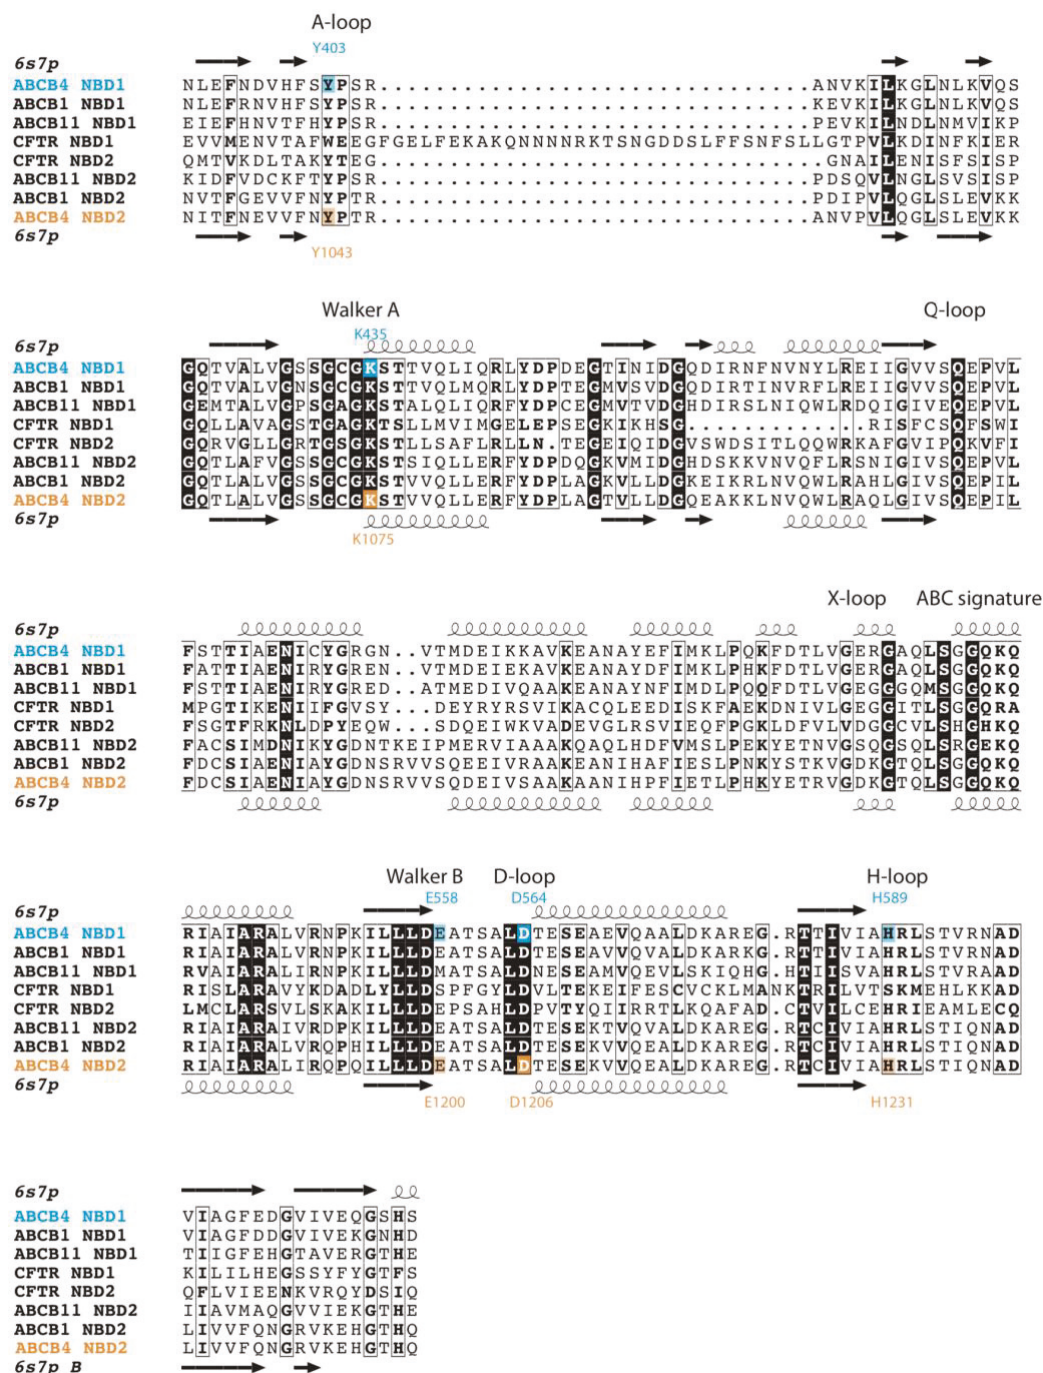 A-loop
Y403
6s7p
ABCB4 NBD1 NLEFNDVHFSYPSR...............................ANVKILKGLNLKVQS
ABCB1 NBD1 NLEFRNVHFSYPSR...............................KEVKILKGLNLKVQS
ABCB11 NBD1 EIEFHNVTFHYPSR...............................PEVKILNDLNMVIKP
CFTR NBD1 EVVMENVTAFWEEGFGELFEKAKQNNNNRKTSNGDDSLFFSNFSLLGTPVLKDINFKIER
CFTR NBD2 QMTVKDLTAKYTEG...............................GNAILENISFSISP
ABCB11 NBD2 KIDFVDCKFTYPSR...............................PDSQVLNGLSVSISP
ABCB1 NBD2 NVTFGEVVFNYPTR...............................PDIPVLQGLSLEVKK
ABCB4 NBD2 NITFNEVVFNYPTR...............................ANVPVLQGLSLEVKK
6s7p
Y1043
Walker A Q-loop
K435
6s7p
ABCB4 NBD1 GQTVALVGSSGCGKSTTVQLIQRLYDPDEGTINIDGQDIRNFNVNYLREIIGVVSQEPVL
ABCB1 NBD1 GQTVALVGNSGCGKSTTVQLMQRLYDPTEGMVSVDGQDIRTINVRFLREIIGVVSQEPVL
ABCB11 NBD1 GEMTALVGPSGAGKSTALQLIQRFYDPCEGMVTVDGHDIRSLNIQWLRDQIGIVEQEPVL
CFTR NBD1 GQLLAVAGSTGAGKTSLLMVIMGELEPSEGKIKHSG.............RISFCSQFSWI
CFTR NBD2 GQRVGLLGRTGSGKSTLLSAFLRLLN.TEGEIQIDGVSWDSITLQQWRKAFGVIPQKVFI
ABCB11 NBD2 GQTLAFVGSSGCGKSTSIQLLERFYDPDQGKVMIDGHDSKKVNVQFLRSNIGIVSQEPVL
ABCB1 NBD2 GQTLALVGSSGCGKSTVVQLLERFYDPLAGKVLLDGKEIKRLNVQWLRAHLGIVSQEPIL
ABCB4 NBD2 GQTLALVGSSGCGKSTVVQLLERFYDPLAGTVLLDGQEAKKLNVQWLRAQLGIVSQEPIL
6s7p
K1075
X-loop ABC signature
6s7p
ABCB4 NBD1 FSTTIAENICYGRGN..VTMDEIKKAVKEANAYEFIMKLPQKFDTLVGERGAQLSGGQKQ
ABCB1 NBD1 FATTIAENIRYGREN..VTMDEIEKAVKEANAYDFIMKLPHKFDTLVGERGAQLSGGQKQ
ABCB11 NBD1 FSTTIAENIRYGRED..ATMEDIVQAAKEANAYNFIMDLPQQFDTLVGEGGGQMSGGQKQ
CFTR NBD1 MPGTIKENIIFGVSY...DEYRYRSVIKACQLEEDISKFAEKDNIVLGEGGITLSGGQRA
CFTR NBD2 FSGTFRKNLDPYEQW..SDEQEIWKVADEVGLRSVIEQFPGKLDFVLVDGGCVLSHGHKQ
ABCB11 NBD2 FACSIMDNIKYGDNTKEIPMERVIAAAKQAQLHDFVMSLPEKYETNVGSQGSQLSRGEKQ
ABCB1 NBD2 FDCSIAENIAYGDNSRVVSQEEIVRAAKEANIHAFIESLPNKYSTKVGDKGTQLSGGQKQ
ABCB4 NBD2 FDCSIAENIAYGDNSRVVSQDEIVSAAKAANIHPFIETLPHKYETRVGDKGTQLSGGQKQ
6s7p
Walker B D-loop H-loop
E558 D564 H589
6s7p
ABCB4 NBD1 RIAIARALVRNPKILLLDEATSALDTESEAEVQAALDKAREG.RTTIVIAHRLSTVRNAD
ABCB1 NBD1 RIAIARALVRNPKILLLDEATSALDTESEAVVQVALDKARKG.RTTIVIAHRLSTVRNAD
ABCB11 NBD1 RVAIARALIRNPKILLLDMATSALDNESEAMVQEVLSKIQHG.HTIISVAHRLSTVRAAD
CFTR NBD1 RISLARAVYKDADLYLLDSPFGYLDVLTEKEIFESCVCKLMANKTRILVTSKMEHLKKAD
CFTR NBD2 LMCLARSVLSKAKILLLDEPSAHLDPVTYQIIRRTLKQAFAD.CTVILCEHRIEAMLECQ
ABCB11 NBD2 RIAIARAIVRDPKILLLDEATSALDTESEKTVQVALDKAREG.RTCIVIAHRLSTIQNAD
ABCB1 NBD2 RIAIARALVRQPHILLLDEATSALDTESEKVVQEALDKAREG.RTCIVIAHRLSTIQNAD
ABCB4 NBD2 RIAIARALIRQPQILLLDEATSALDTESEKVVQEALDKAREG.RTCIVIAHRLSTIQNAD
6s7p
E1200 D1206 H1231
6s7p
ABCB4 NBD1 VIAGFEDGVIVEQGSHS
ABCB1 NBD1 VIAGFDDGVIVEKGNHD
ABCB11 NBD1 TIIGFEHGTAVERGTHE
CFTR NBD1 KILILHEGSSYFYGTFS
CFTR NBD2 QFLVIEENKVRQYDSIQ
ABCB11 NBD2 IIAVMAQGVVIEKGTHE
ABCB1 NBD2 LIVVFQNGRVKEHGTHQ
ABCB4 NBD2 LIVVFQNGRVKEHGTHQ
6s7p B